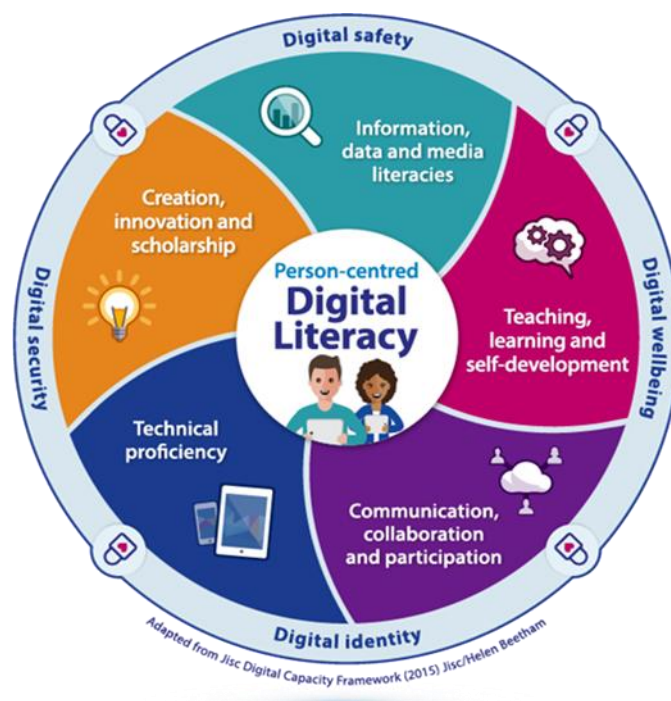 Digital safety
Information,
data and media
literacies
Creation,
innovation and
scholarship
Person-centred
Digital
Literacy
Teaching,
learning and
self-development
Digital security
Digital wellbeing
Technical
proficiency
Communication,
collaboration
and participation
Digital identity
Adapted from Jisc Digital Capacity Framework (2015) Jisc/Helen Beetham